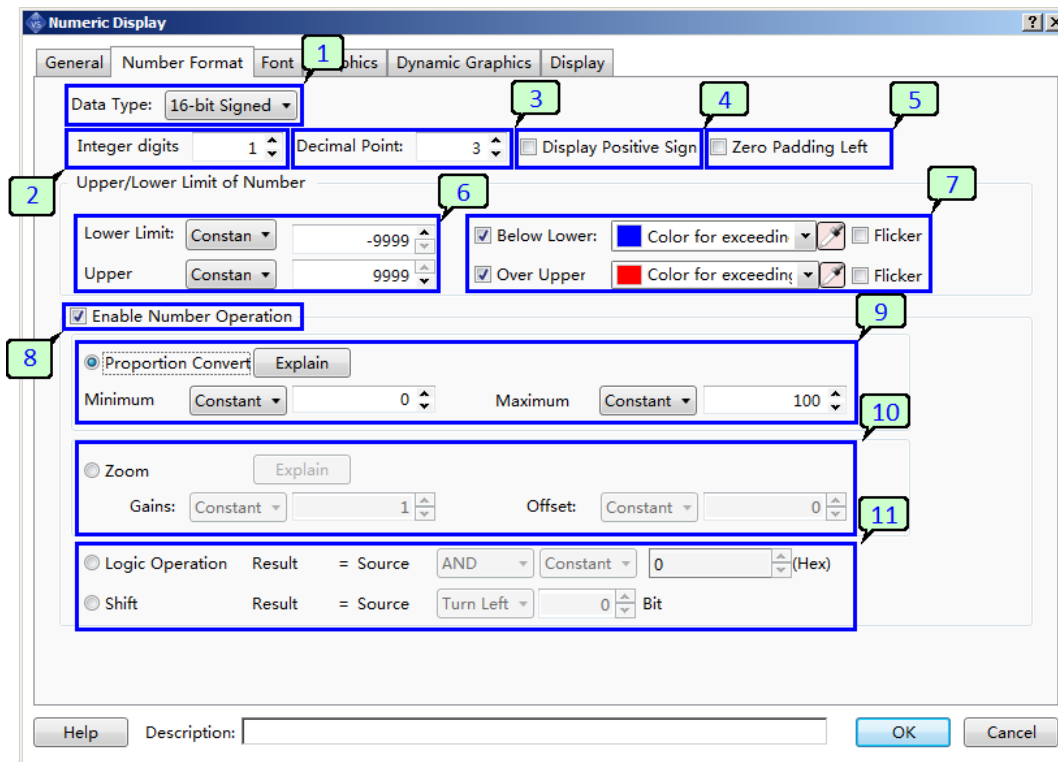 VS Numeric Display ? X
General Number Format Font phics Dynamic Graphics Display
1
Data Type: 16-bit Signed
3 4 5
Integer digits 1 Decimal Point: 3 Display Positive Sign Zero Padding Left
2
Upper/Lower Limit of Number
6 7
Lower Limit: Constan -9999 Below Lower: Color for exceedin Flicker
Upper Constan 9999 Over Upper Color for exceeding Flicker
Enable Number Operation
8 9
Proportion Convert Explain
Minimum Constant 0 Maximum Constant 100
10
Zoom Explain
Gains: Constant 1 Offset: Constant 0
11
Logic Operation Result = Source AND Constant 0 (Hex)
Shift Result = Source Turn Left 0 Bit
Help Description: OK Cancel